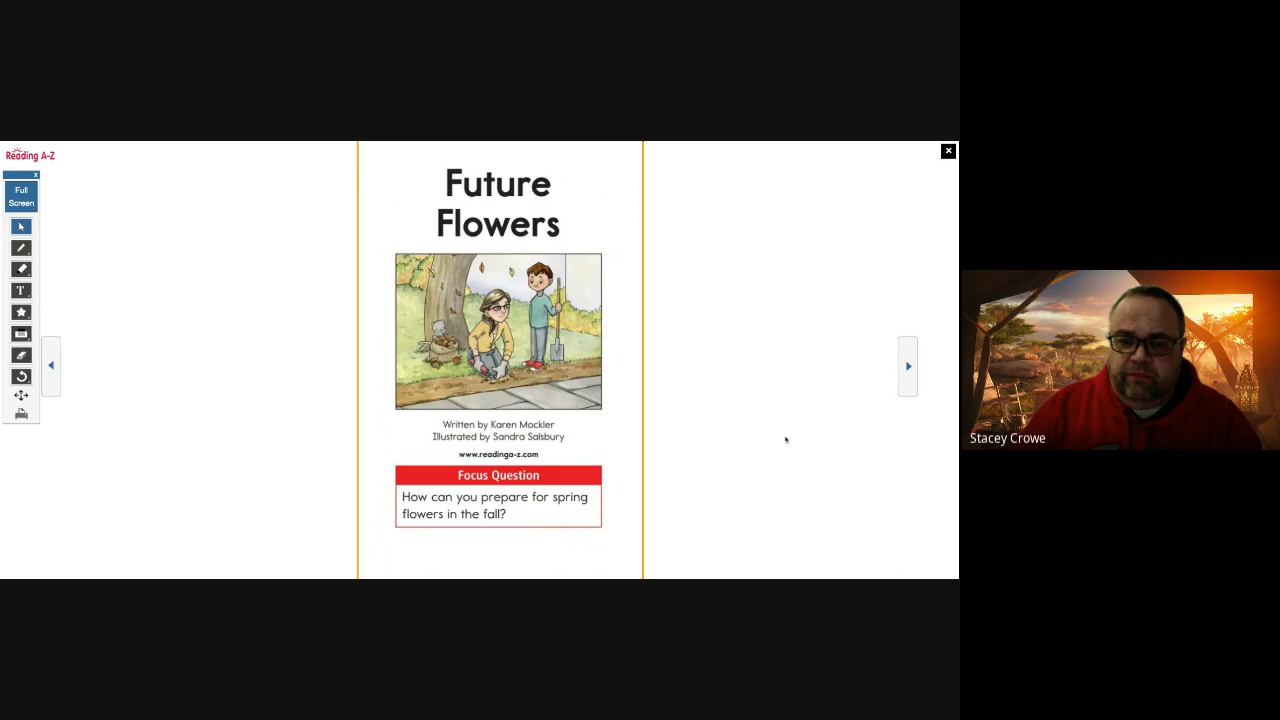 Reading A-Z
x
Full
Screen
T
Future
Flowers
Written by Karen Mockler
Illustrated by Sandra Salsbury
www.readinga-z.com
Focus Question
How can you prepare for spring
flowers in the fall?
Stacey Crowe